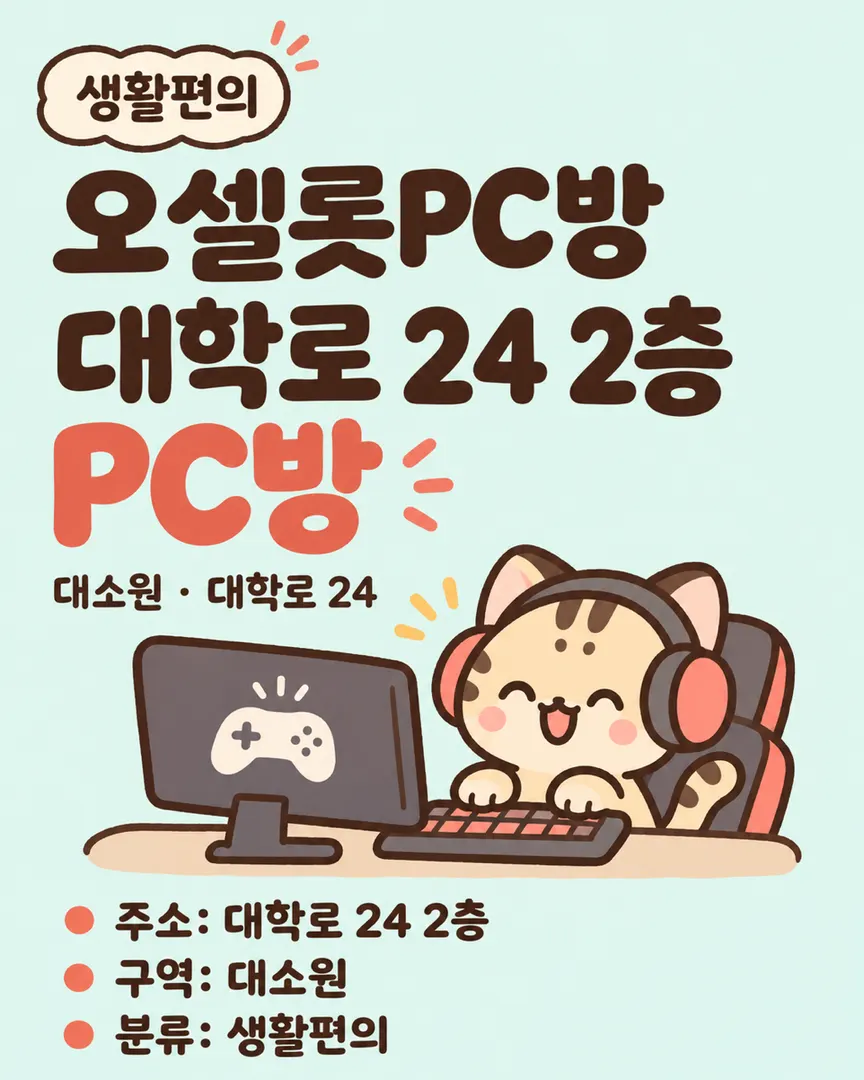 생활편의
오셀롯PC방
대학로 24 2층
PC방
대소원 · 대학로 24
주소: 대학로 24 2층
구역: 대소원
분류: 생활편의